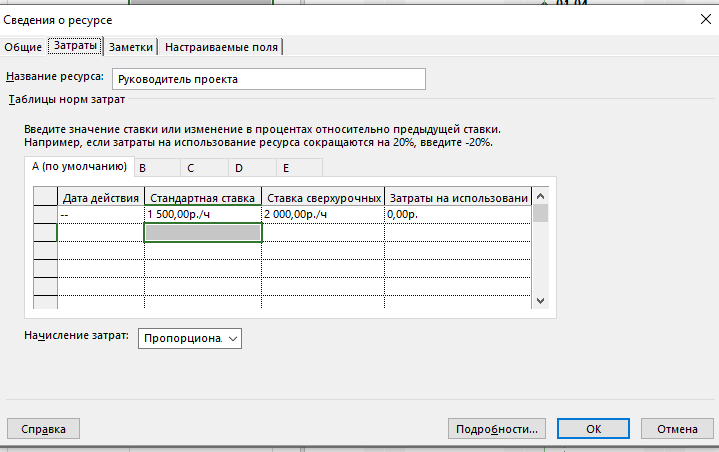 01.04
Сведения о ресурсе
Общие Затраты Заметки Настраиваемые поля
Название ресурса: Руководитель проекта
Таблицы норм затрат
Введите значение ставки или изменение в процентах относительно предыдущей ставки.
Например, если затраты на использование ресурса сокращаются на 20%, введите -20%.
A (по умолчанию) B C D E
Дата действия Стандартная ставка Ставка сверхурочных Затраты на использовани
-- 1 500,00р./ч 2 000,00р./ч 0,00р.
Начисление затрат: Пропорциона.
Справка Подробности... ОК Отмена